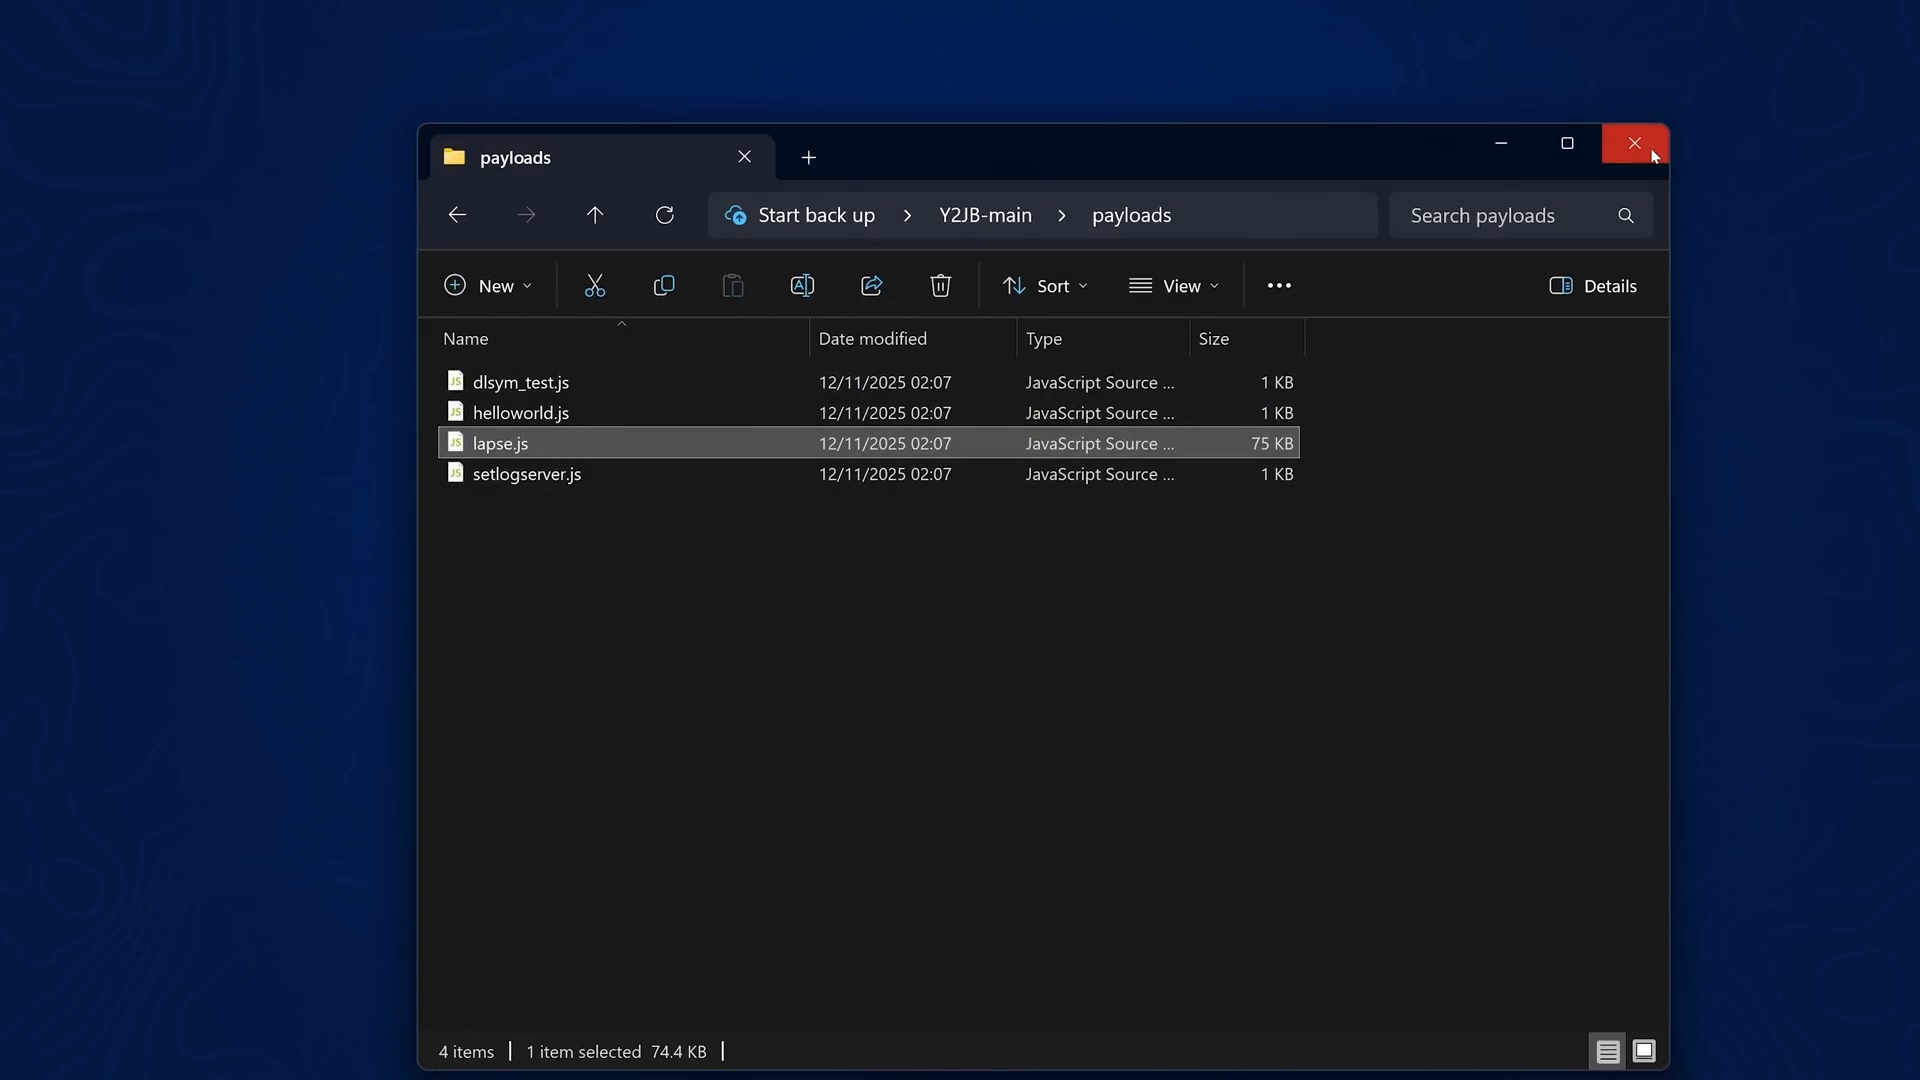 payloads
Start back up > Y2JB-main > payloads Search payloads
New Sort View ••• Details
Name Date modified Type Size
dlsym_test.js 12/11/2025 02:07 JavaScript Source ... 1 KB
helloworld.js 12/11/2025 02:07 JavaScript Source ... 1 KB
lapse.js 12/11/2025 02:07 JavaScript Source ... 75 KB
setlogserver.js 12/11/2025 02:07 JavaScript Source ... 1 KB
4 items | 1 item selected 74.4 KB |